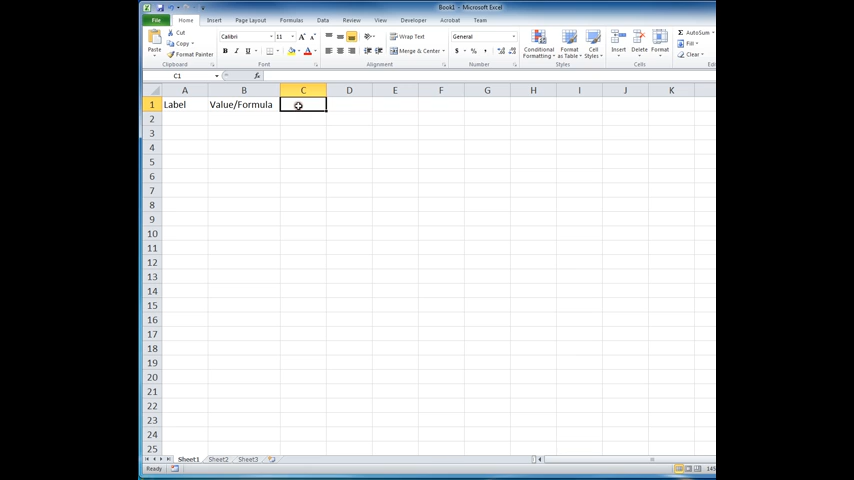 Book1 - Microsoft Excel
File Home Insert Page Layout Formulas Data Review View Developer Acrobat Team
Paste
Cut
Copy
Format Painter
Clipboard
Calibri 11 A A
B I U A
Font
Wrap Text
Merge & Center
Alignment
General
$ % ,
Number
Conditional Formatting
Format as Table
Cell Styles
Styles
Insert Delete Format
Cells
Σ AutoSum
Fill
Clear
C1 fx
A B C D E F G H I J K
1 Label Value/Formula
2
3
4
5
6
7
8
9
10
11
12
13
14
15
16
17
18
19
20
21
22
23
24
25
Sheet1 Sheet2 Sheet3
Ready 145